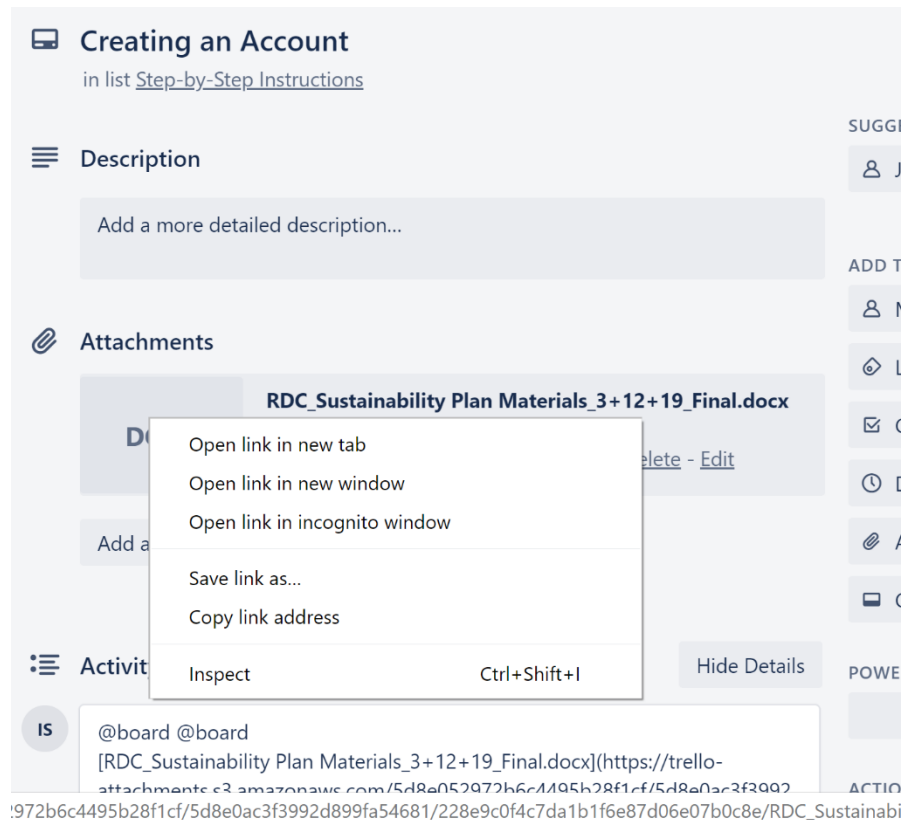 Creating an Account
in list Step-by-Step Instructions
SUGGE
Description
J
Add a more detailed description...
ADD T
Attachments
RDC_Sustainability Plan Materials_3+12+19_Final.docx
Open link in new tab
elete - Edit
Open link in new window
Open link in incognito window
Add a
Save link as...
Copy link address
Activit
Inspect Ctrl+Shift+I
Hide Details
POWE
IS
@board @board
[RDC_Sustainability Plan Materials_3+12+19_Final.docx](https://trello-
attachments.s3.amazonaws.com/5d8e052972b6c4495b28f1cf/5d8e0ac3f3992
ACTIO
2972b6c4495b28f1cf/5d8e0ac3f3992d899fa54681/228e9c0f4c7da1b1f6e87d06e07b0c8e/RDC_Sustainabi